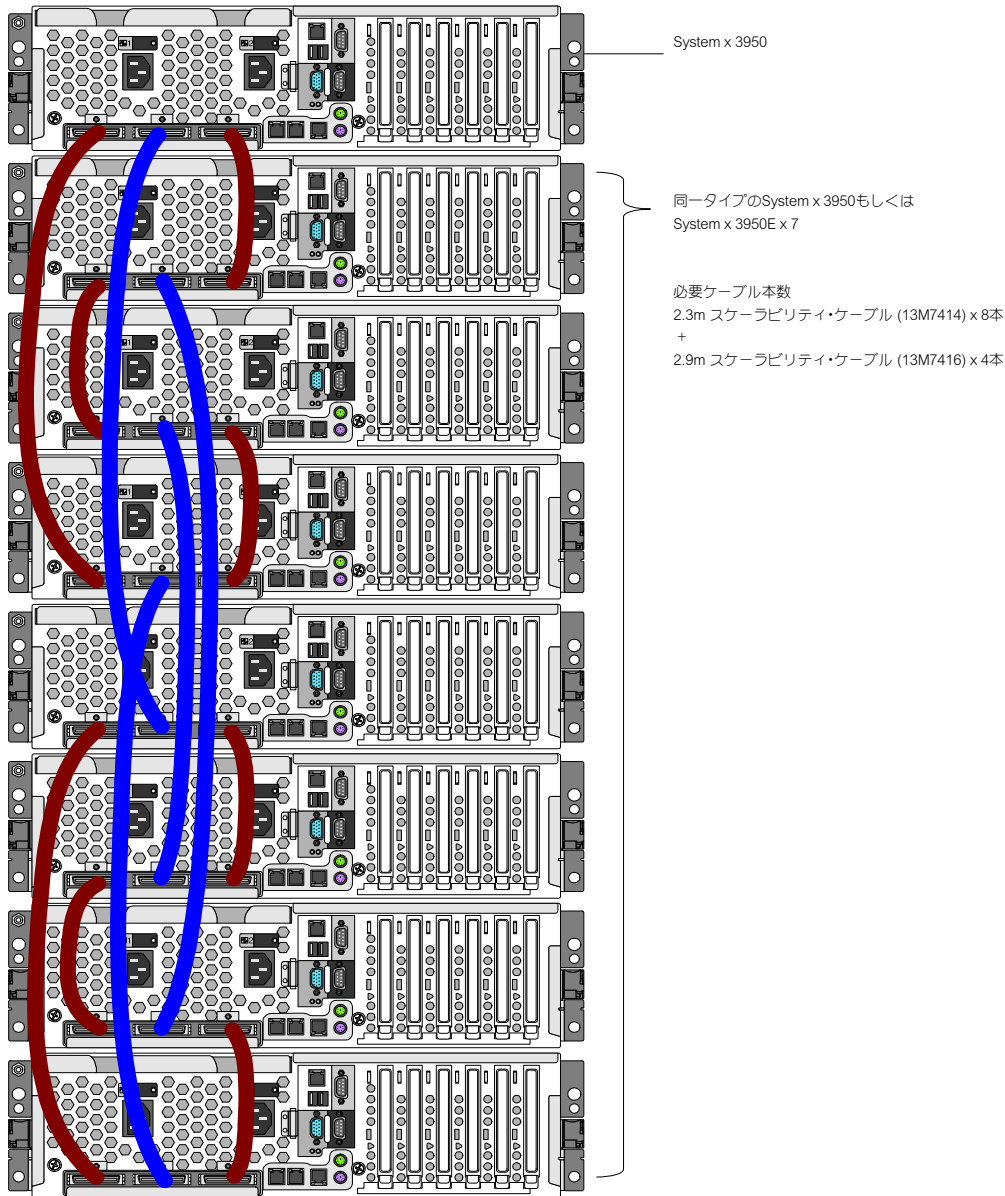 System x 3950
同一タイプのSystem x 3950もしくは
System x 3950E x 7
必要ケーブル本数
2.3m スケーラビリティ・ケーブル (13M7414) x 8本
+
2.9m スケーラビリティ・ケーブル (13M7416) x 4本